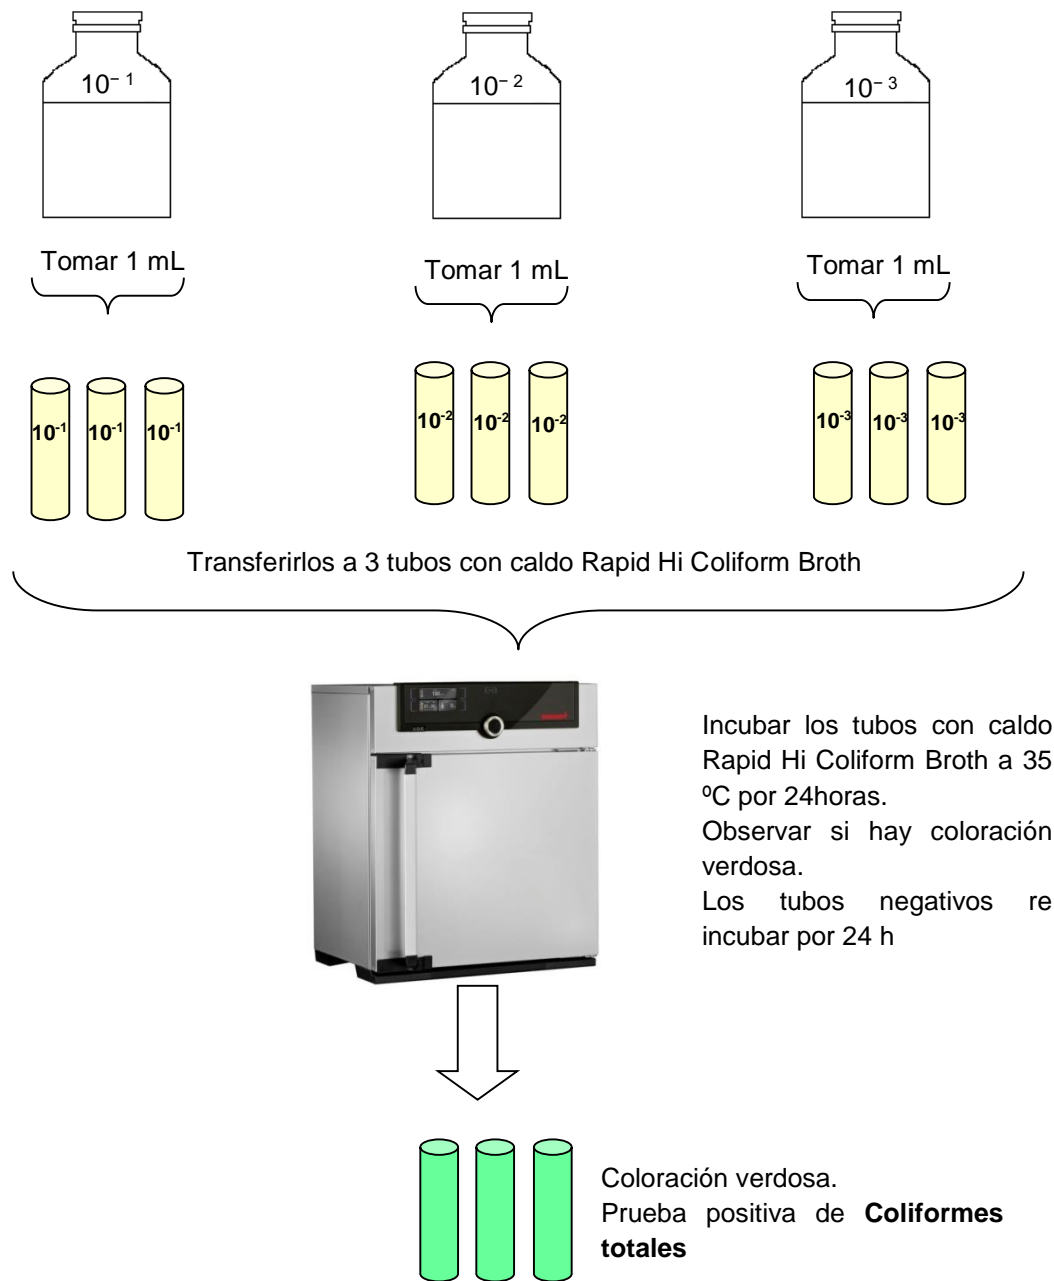 10⁻¹
10⁻²
10⁻³
Tomar 1 mL
Tomar 1 mL
Tomar 1 mL
10⁻¹ 10⁻¹ 10⁻¹
10⁻² 10⁻² 10⁻²
10⁻³ 10⁻³ 10⁻³
Transferirlos a 3 tubos con caldo Rapid Hi Coliform Broth
Incubar los tubos con caldo
Rapid Hi Coliform Broth a 35
ºC por 24horas.
Observar si hay coloración
verdosa.
Los tubos negativos re
incubar por 24 h
Coloración verdosa.
Prueba positiva de Coliformes
totales